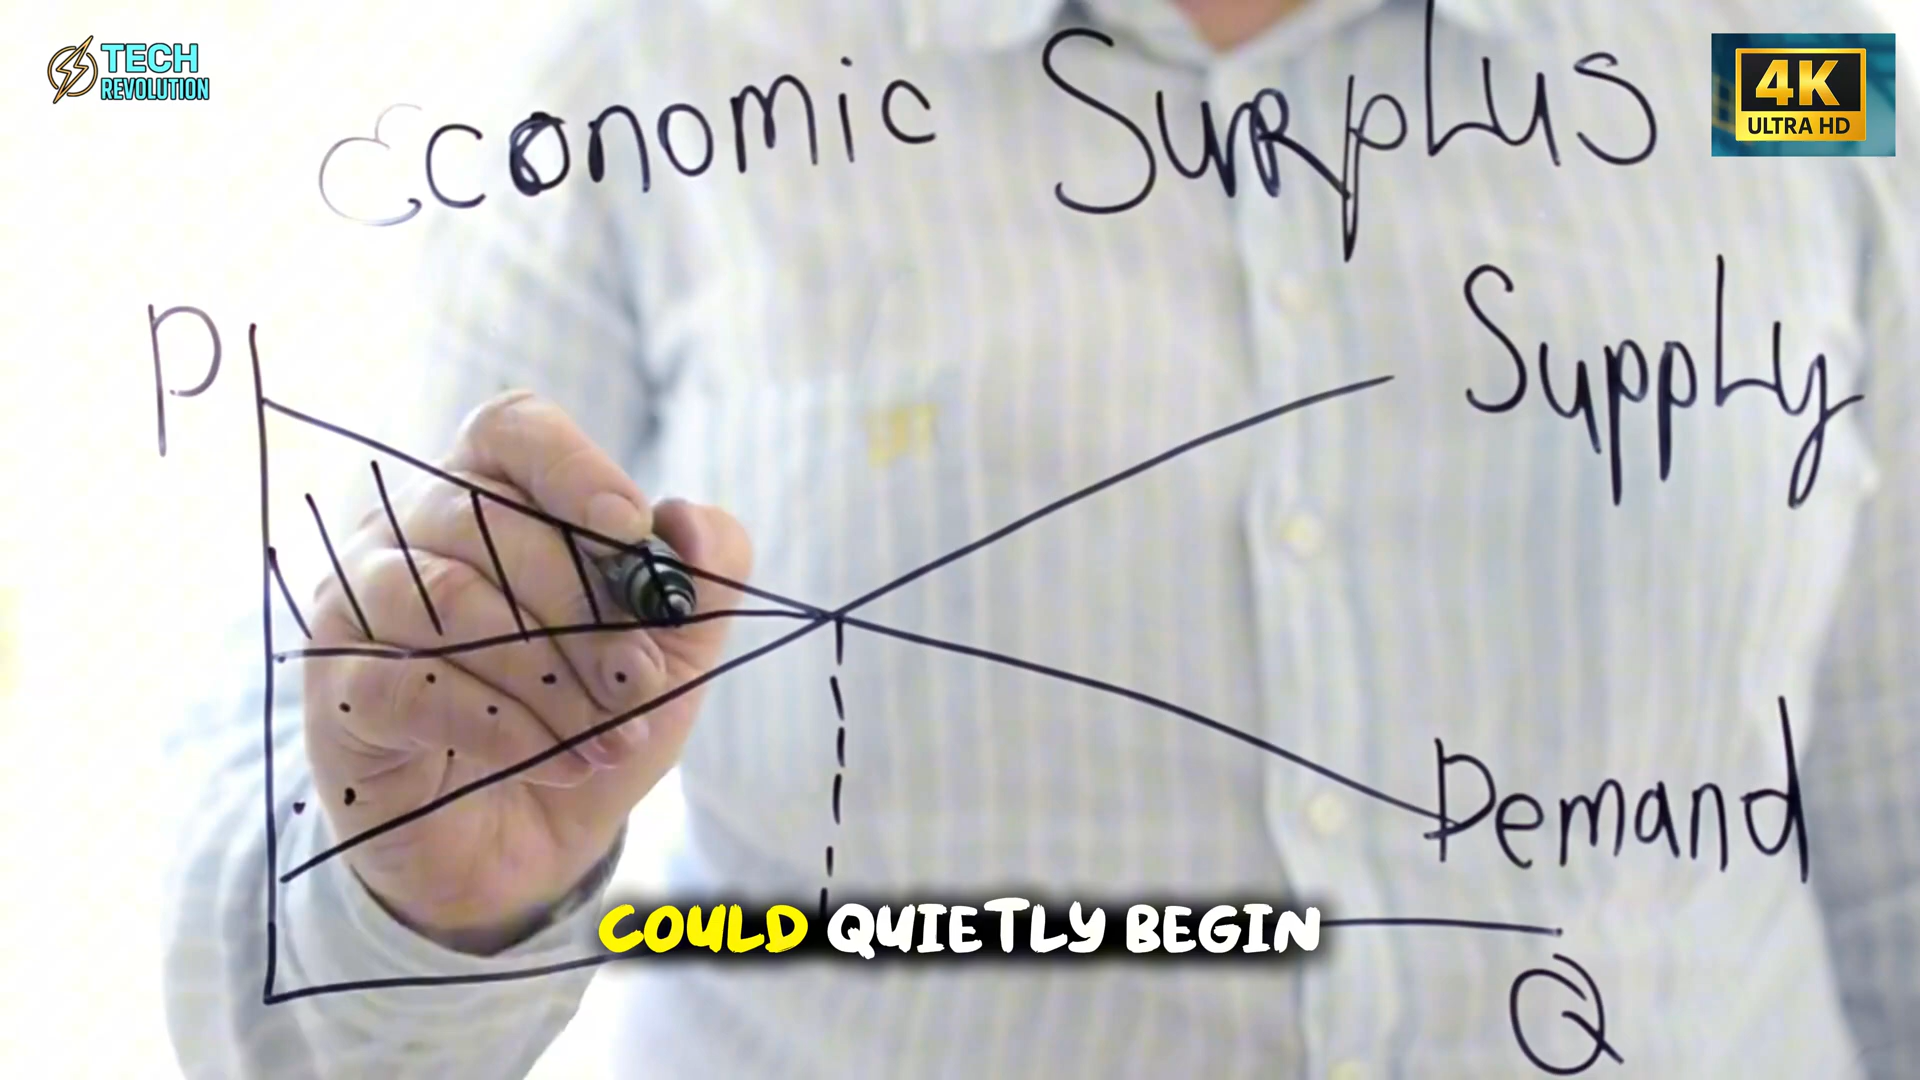 TECH
REVOLUTION
4K
ULTRA HD
Economic Surplus
P
Supply
Demand
COULD QUIETLY BEGIN
Q